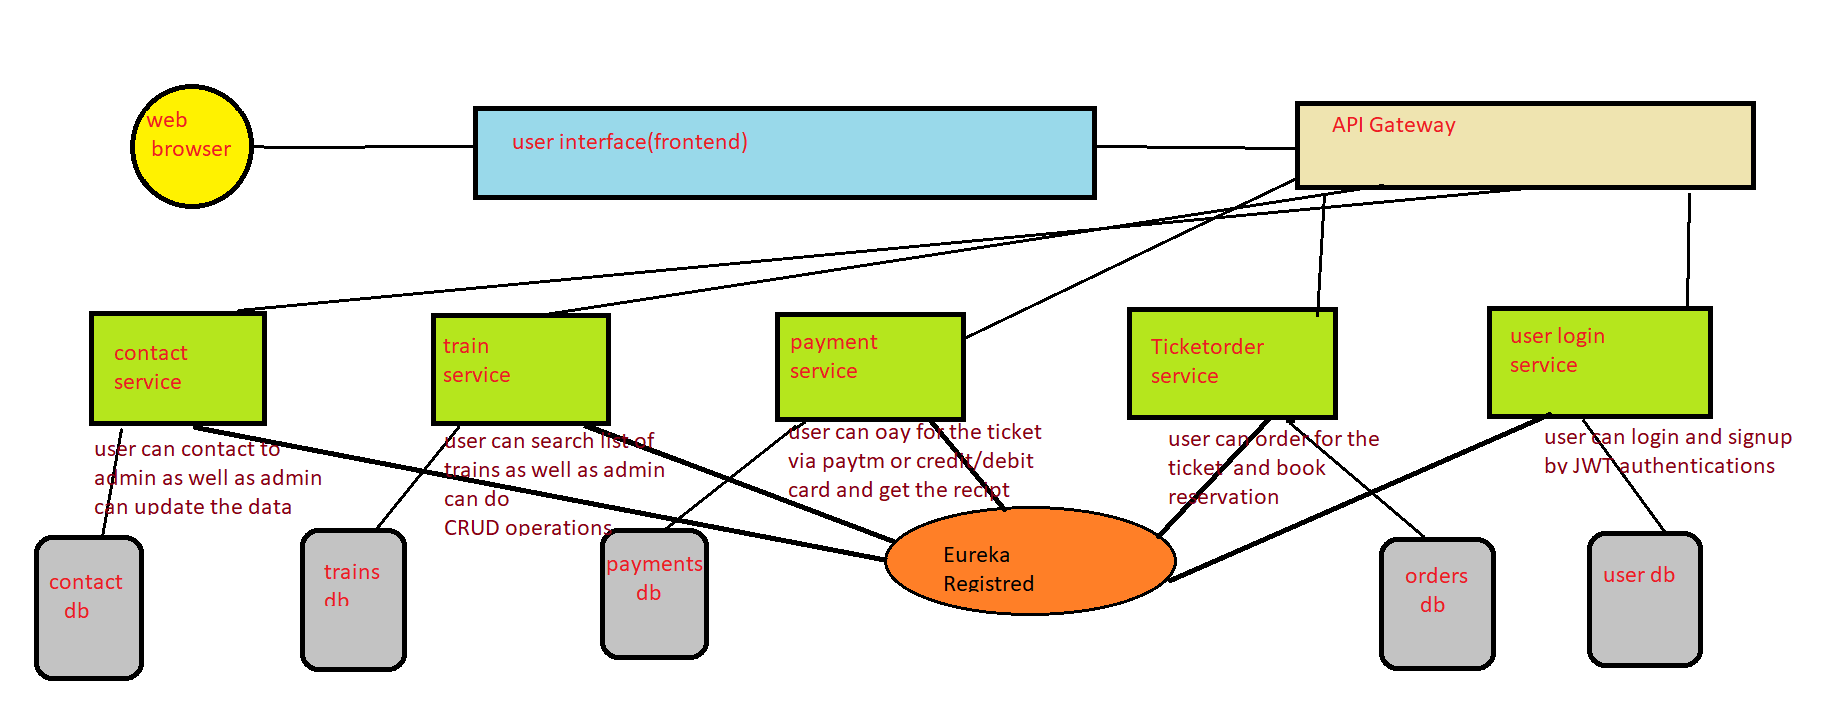 web
browser
user interface(frontend)
API Gateway
contact
service
train
service
payment
service
Ticketorder
service
user login
service
user can contact to
admin as well as admin
can update the data
user can search list of
trains as well as admin
can do
CRUD operations
user can oay for the ticket
via paytm or credit/debit
card and get the recipt
user can order for the
ticket and book
reservation
user can login and signup
by JWT authentications
contact
db
trains
db
payments
db
Eureka
Registred
orders
db
user db